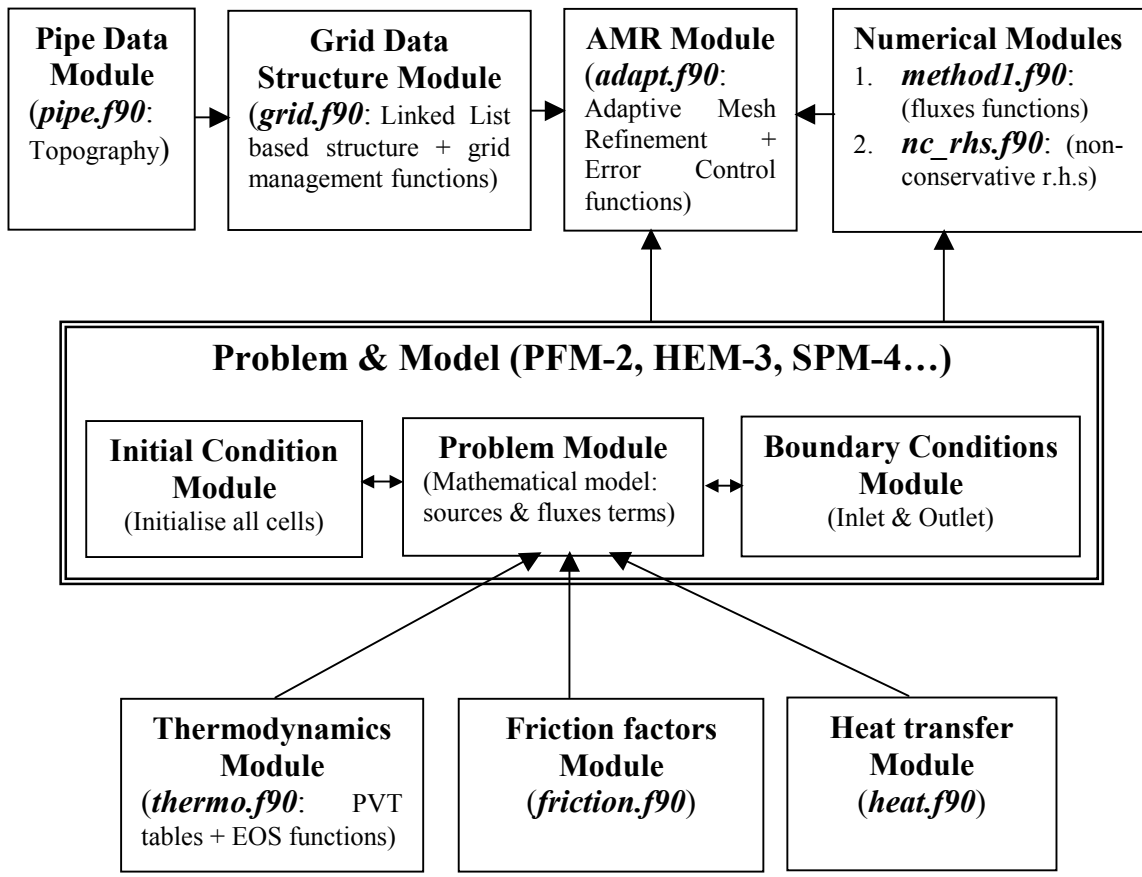 Pipe Data
Module
(pipe.f90:
Topography)
Grid Data
Structure Module
(grid.f90: Linked List
based structure + grid
management functions)
AMR Module
(adapt.f90:
Adaptive Mesh
Refinement +
Error Control
functions)
Numerical Modules
1. method1.f90:
(fluxes functions)
2. nc_rhs.f90: (non-
conservative r.h.s)
Problem & Model (PFM-2, HEM-3, SPM-4…)
Initial Condition
Module
(Initialise all cells)
Problem Module
(Mathematical model:
sources & fluxes terms)
Boundary Conditions
Module
(Inlet & Outlet)
Thermodynamics
Module
(thermo.f90: PVT
tables + EOS functions)
Friction factors
Module
(friction.f90)
Heat transfer
Module
(heat.f90)